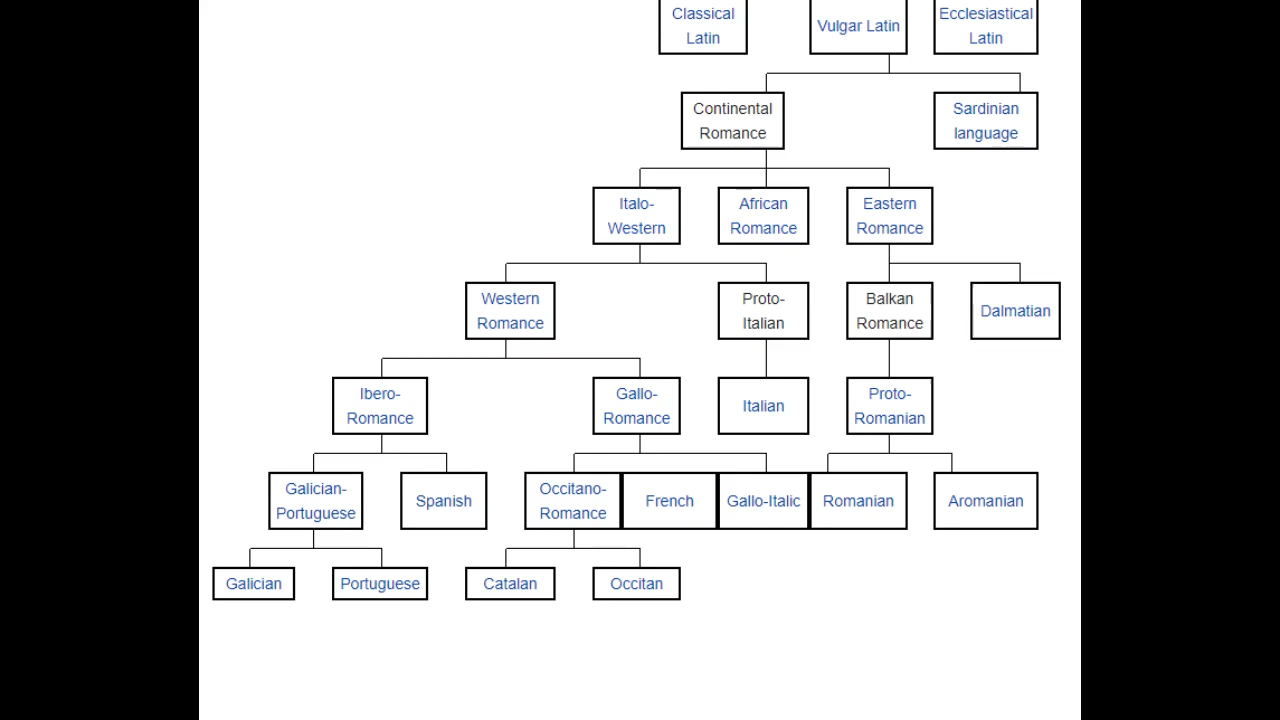 Classical
Latin
Vulgar Latin
Ecclesiastical
Latin
Continental
Romance
Sardinian
language
Italo-
Western
African
Romance
Eastern
Romance
Western
Romance
Proto-
Italian
Balkan
Romance
Dalmatian
Ibero-
Romance
Gallo-
Romance
Italian
Proto-
Romanian
Galician-
Portuguese
Spanish
Occitano-
Romance
French
Gallo-Italic
Romanian
Aromanian
Galician
Portuguese
Catalan
Occitan